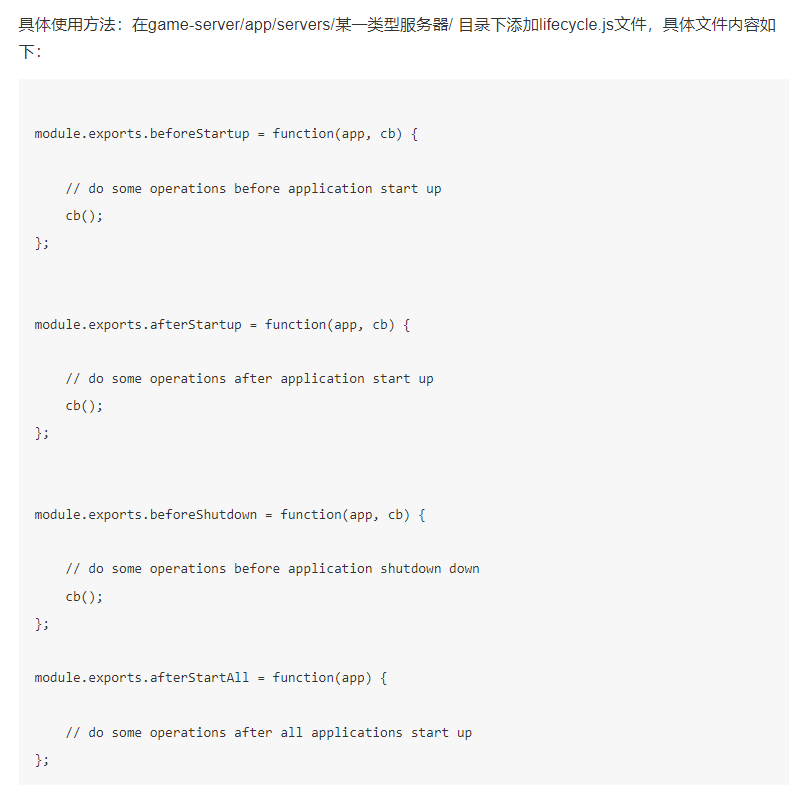 具体使用方法：在game-server/app/servers/某一类型服务器/ 目录下添加lifecycle.js文件，具体文件内容如
下：
module.exports.beforeStartup = function(app, cb) {
    // do some operations before application start up
    cb();
};
module.exports.afterStartup = function(app, cb) {
    // do some operations after application start up
    cb();
};
module.exports.beforeShutdown = function(app, cb) {
    // do some operations before application shutdown down
    cb();
};
module.exports.afterStartAll = function(app) {
    // do some operations after all applications start up
};